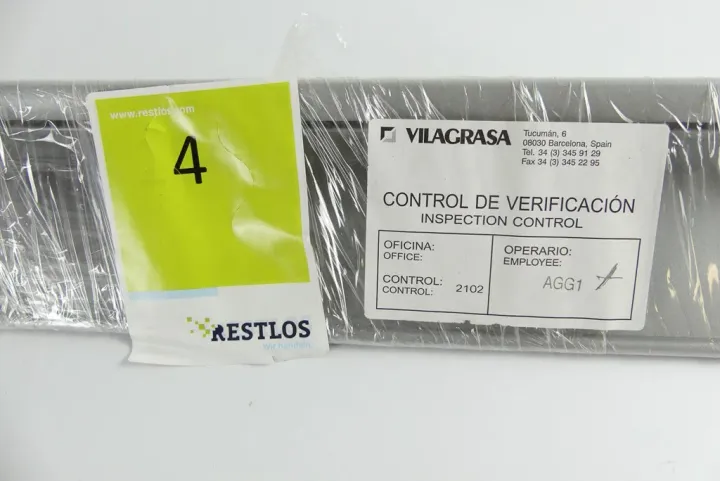 www.restlos.com
4
RESTLOS
VILAGRASA
Tucumán, 6
08030 Barcelona, Spain
Tel. 34 (3) 345 91 29
Fax 34 (3) 345 22 95
CONTROL DE VERIFICACIÓN
INSPECTION CONTROL
OFICINA:
OFFICE:
CONTROL:
CONTROL: 2102
OPERARIO:
EMPLOYEE:
AGG1